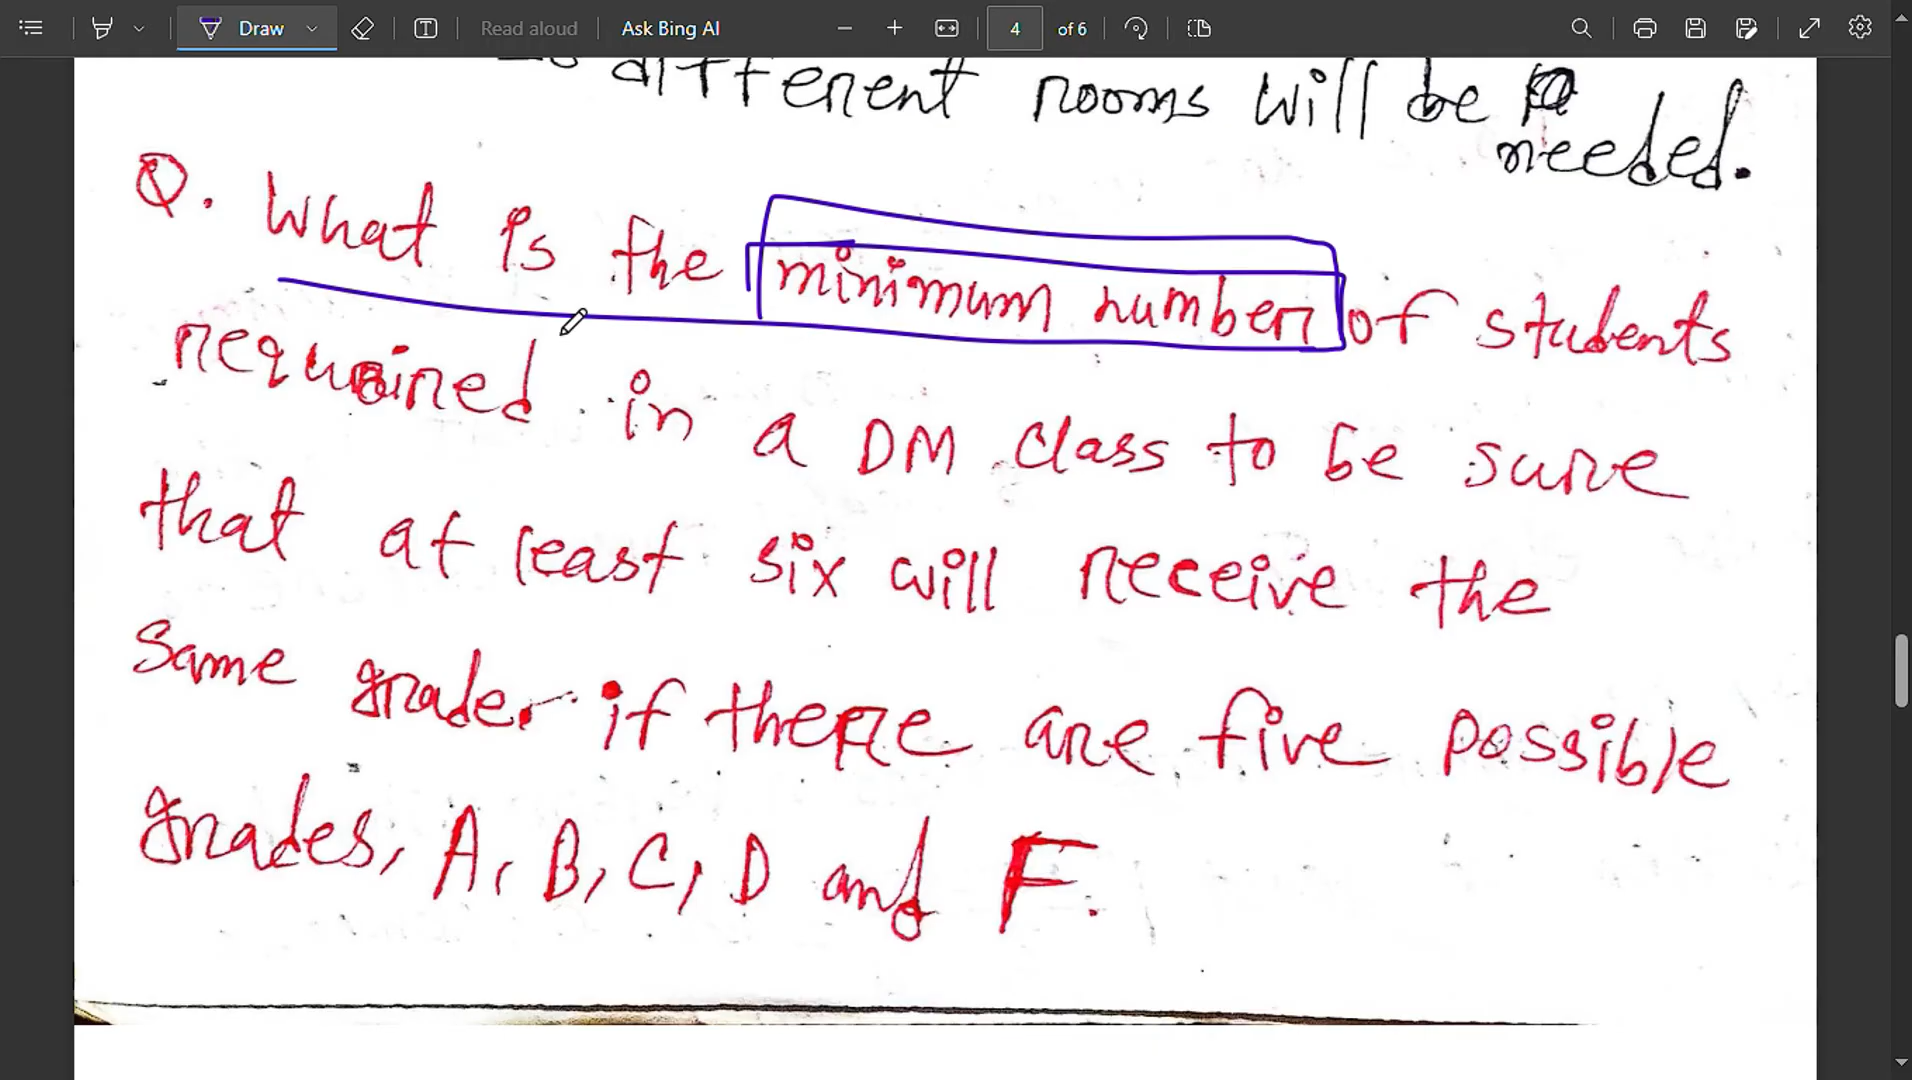 Draw
Read aloud
Ask Bing AI
4 of 6
different rooms will be
needed.
Q. What is the minimum number of students
required in a DM class to be sure
that at least six will receive the
same grade. if there are five possible
grades, A, B, C, D and F.